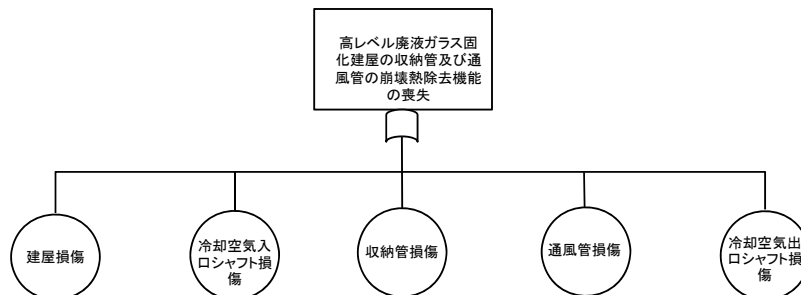 高レベル廃液ガラス固
化建屋の収納管及び通
風管の崩壊熱除去機能
の喪失
建屋損傷
冷却空気入
口シャフト損
傷
収納管損傷
通風管損傷
冷却空気出
口シャフト損
傷